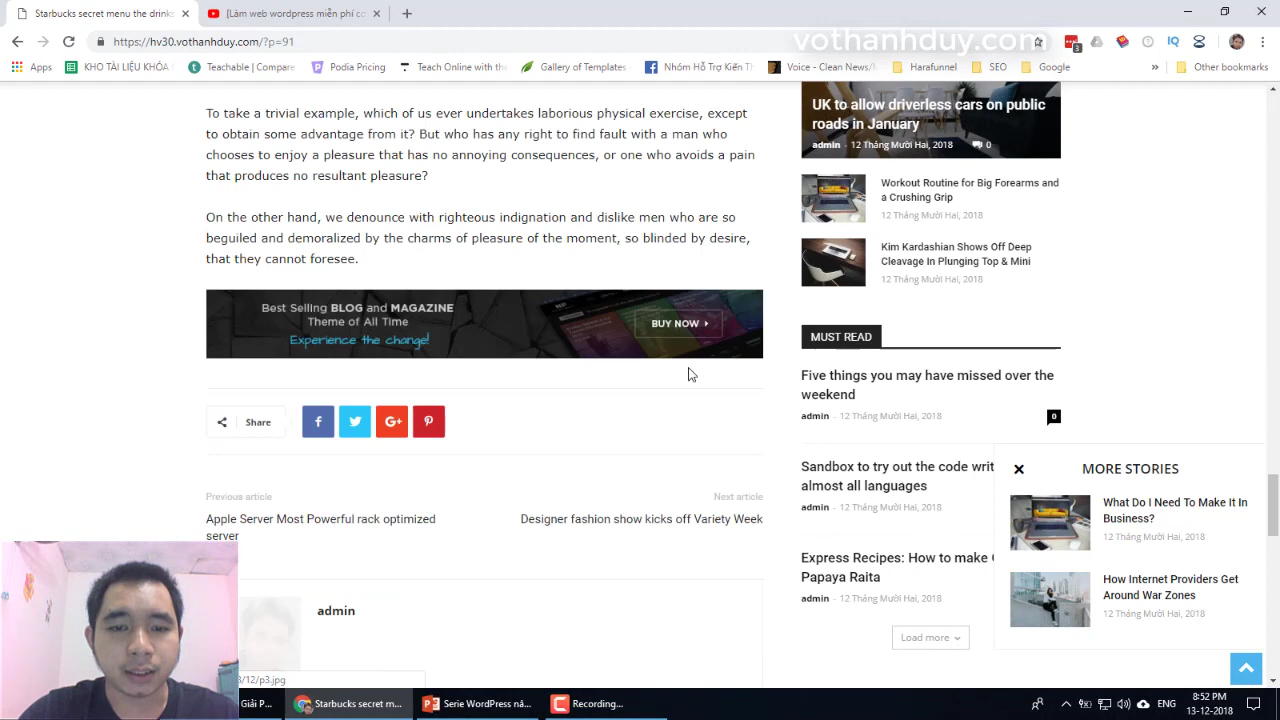 Starbucks secret menu: the drinks
tạo web wordpress miễn phí có
vothanhduy.com
https://hv30.vongay/?p=91
3
IQ
Apps
KHO TÀI LIỆU KHÓA
Teachable | Compare
Podia Pricing
Teach Online with the
Gallery of Templates
Nhóm Hỗ Trợ Kiến Th
Voice - Clean News/M
Harafunnel
SEO
Google
»
Other bookmarks
To take a trivial example, which of us ever undertakes laborious physical exercise, except
to obtain some advantage from it? But who has any right to find fault with a man who
chooses to enjoy a pleasure that has no annoying consequences, or one who avoids a pain
that produces no resultant pleasure?
On the other hand, we denounce with righteous indignation and dislike men who are so
beguiled and demoralized by the charms of pleasure of the moment, so blinded by desire,
that they cannot foresee.
Best Selling BLOG and MAGAZINE
Theme of All Time
Experience the change!
BUY NOW
Share
Previous article
Apple Server Most Powerful rack optimized
server
Next article
Designer fashion show kicks off Variety Week
admin
UK to allow driverless cars on public
roads in January
admin - 12 Tháng Mười Hai, 2018 0
Workout Routine for Big Forearms and
a Crushing Grip
12 Tháng Mười Hai, 2018
Kim Kardashian Shows Off Deep
Cleavage In Plunging Top & Mini
12 Tháng Mười Hai, 2018
MUST READ
Five things you may have missed over the
weekend
admin - 12 Tháng Mười Hai, 2018
0
Sandbox to try out the code writ
almost all languages
admin - 12 Tháng Mười Hai, 2018
Express Recipes: How to make
Papaya Raita
admin - 12 Tháng Mười Hai, 2018
Load more
MORE STORIES
What Do I Need To Make It In
Business?
12 Tháng Mười Hai, 2018
How Internet Providers Get
Around War Zones
12 Tháng Mười Hai, 2018
3/12/p3.jpg
Giải P...
Starbucks secret m...
Serie WordPress nâ...
Recording...
ENG
8:52 PM
13-12-2018